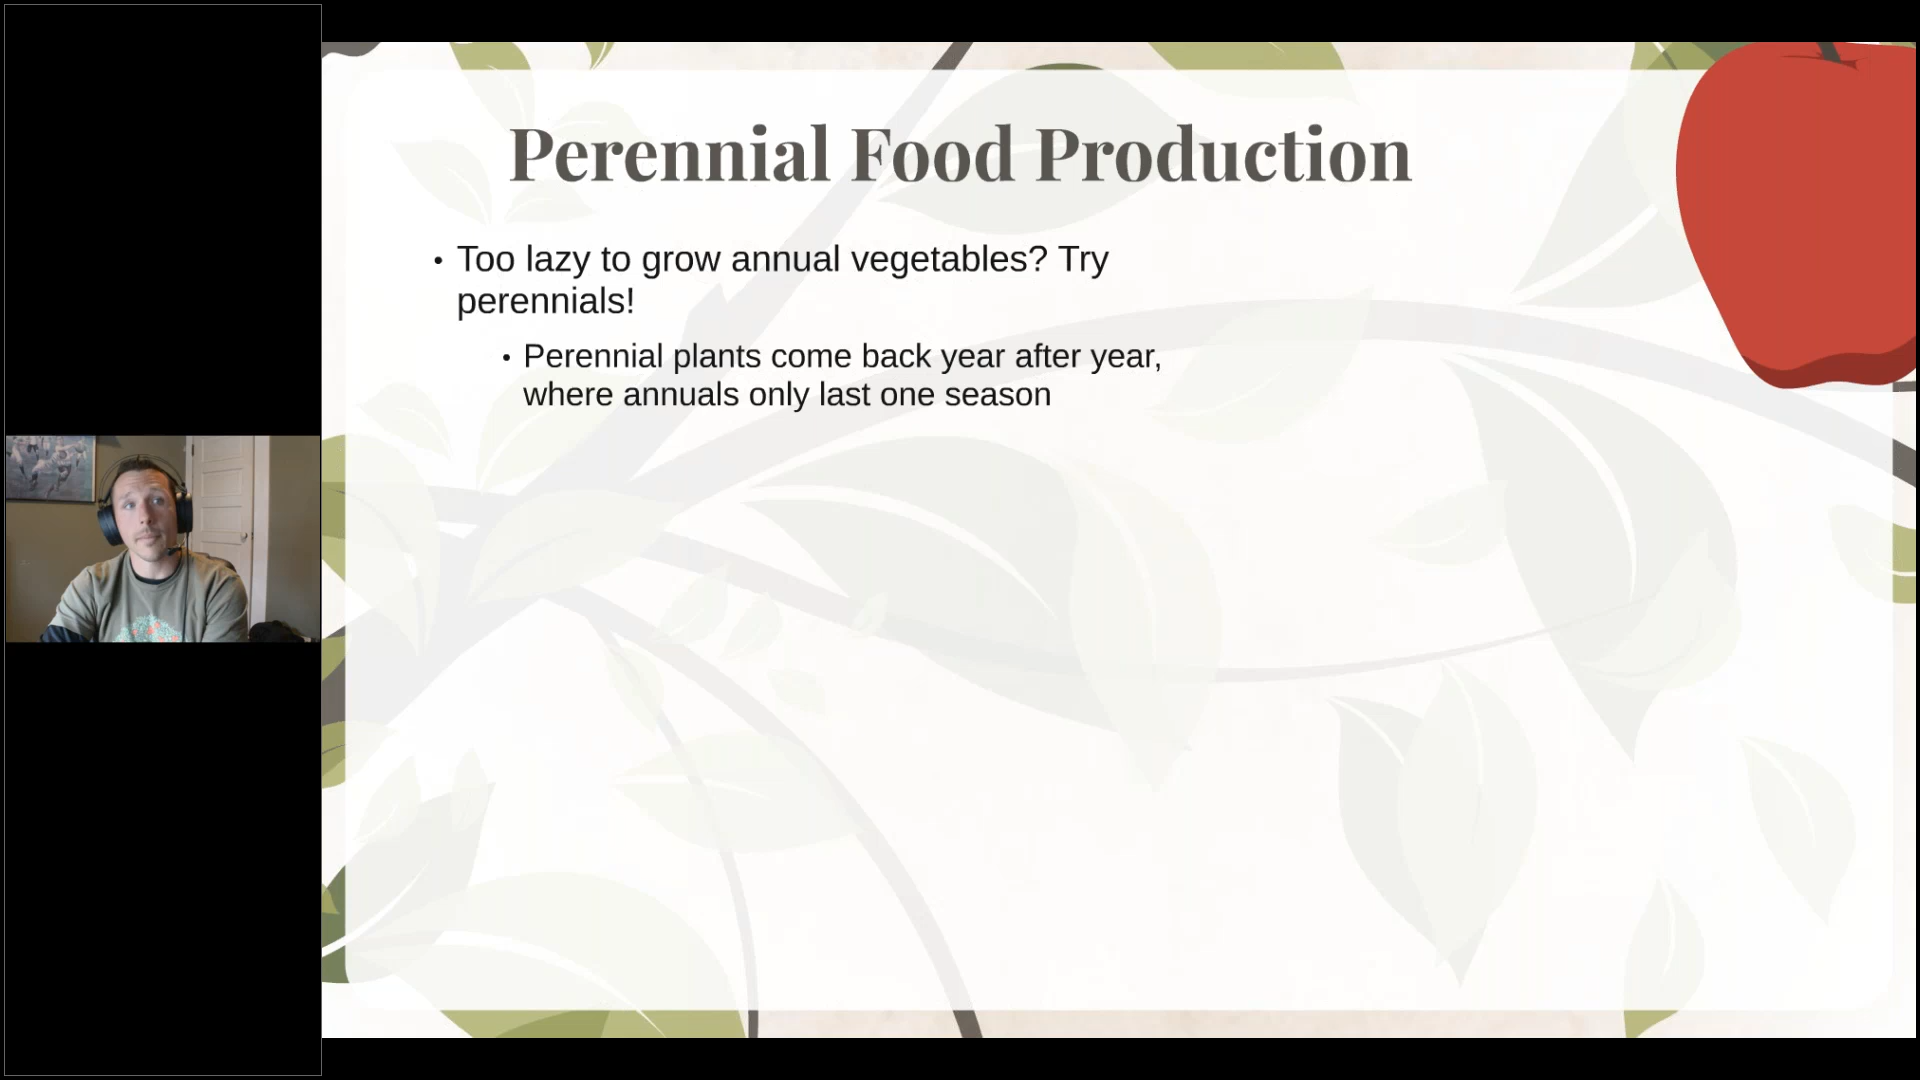 Perennial Food Production
• Too lazy to grow annual vegetables? Try
perennials!
• Perennial plants come back year after year,
where annuals only last one season